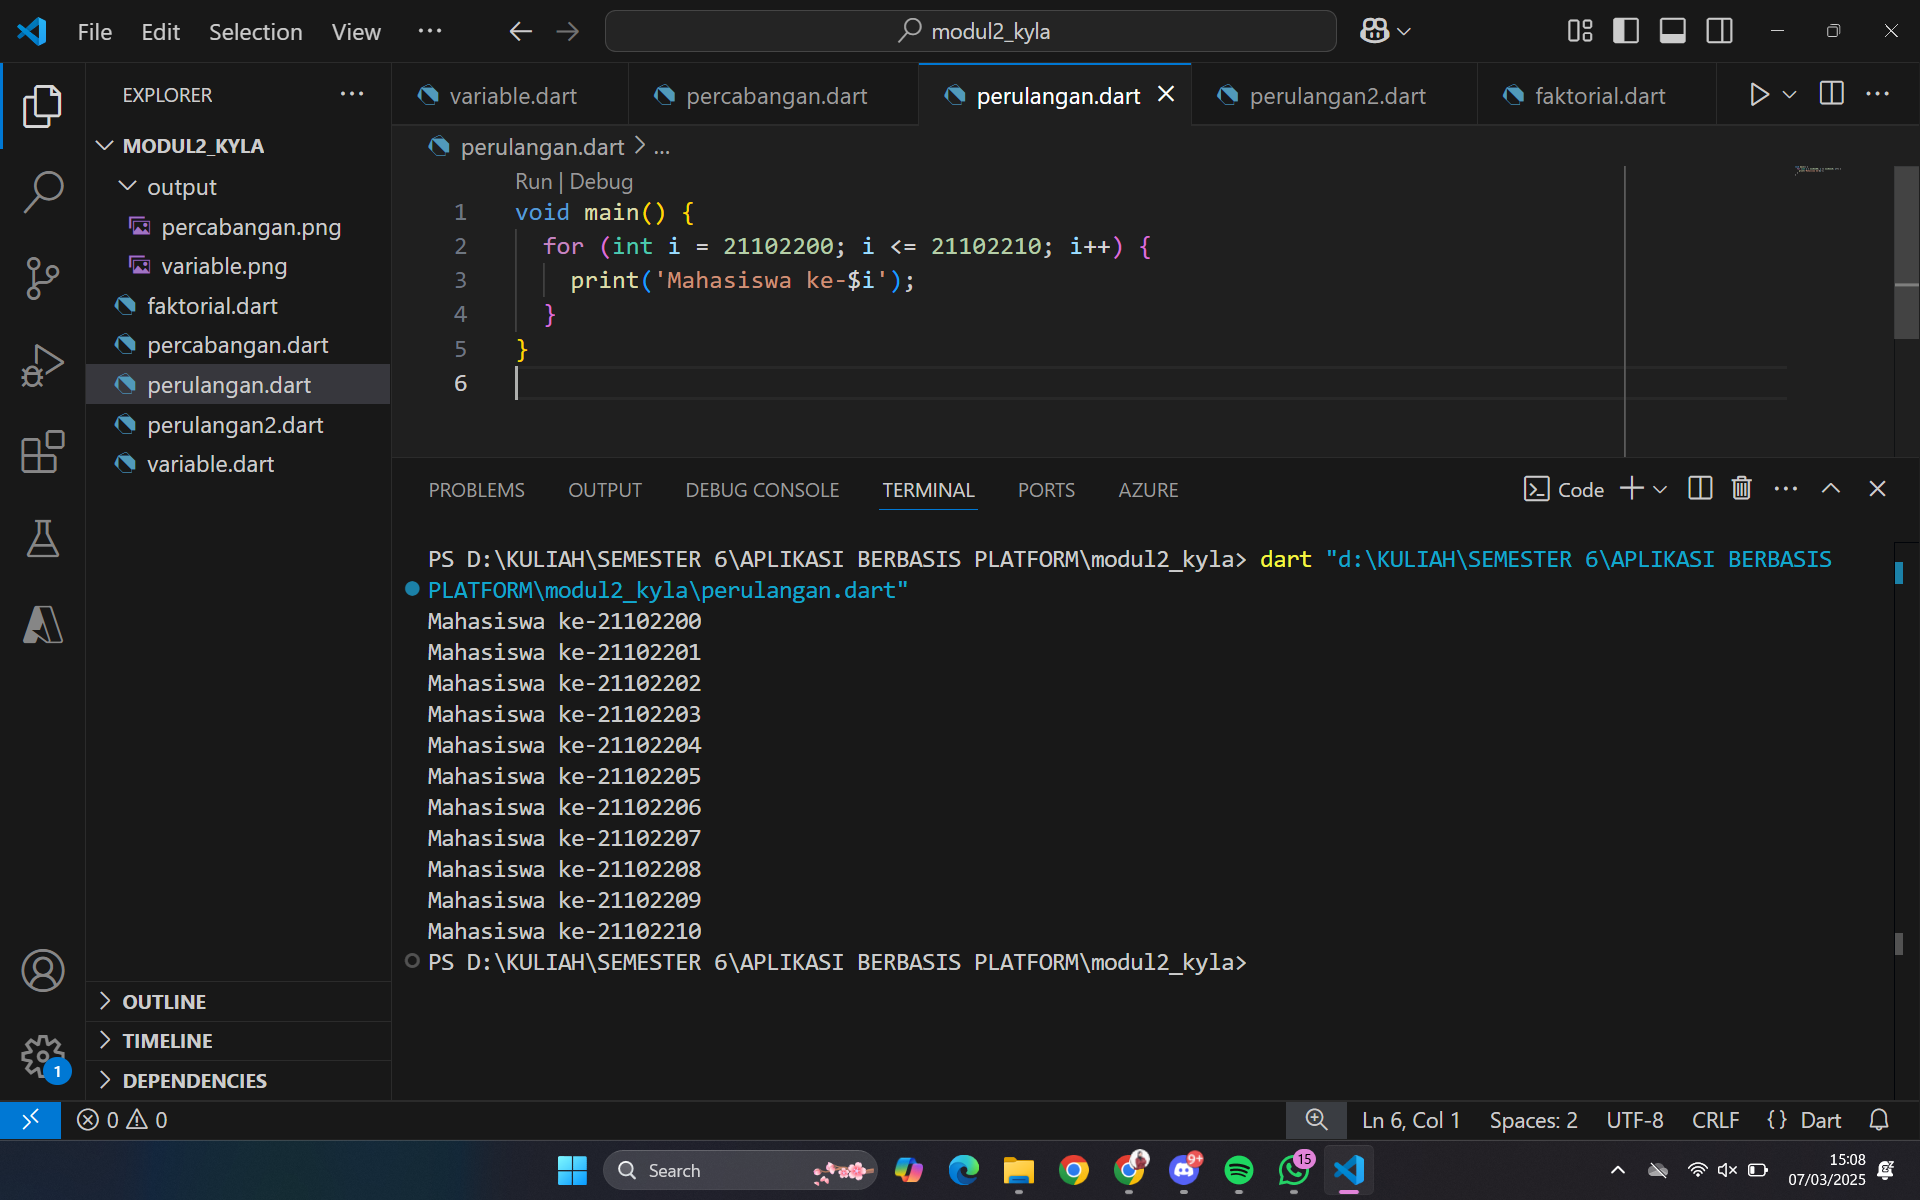 File Edit Selection View ··· modul2_kyla
EXPLORER ···
MODUL2_KYLA
output
percabangan.png
variable.png
faktorial.dart
percabangan.dart
perulangan.dart
perulangan2.dart
variable.dart
OUTLINE
TIMELINE
DEPENDENCIES
1
variable.dart percabangan.dart perulangan.dart perulangan2.dart faktorial.dart ···
perulangan.dart > ...
Run | Debug
1 void main() {
2 for (int i = 21102200; i <= 21102210; i++) {
3 print('Mahasiswa ke-$i');
4 }
5 }
6
PROBLEMS OUTPUT DEBUG CONSOLE TERMINAL PORTS AZURE Code ···
PS D:\KULIAH\SEMESTER 6\APLIKASI BERBASIS PLATFORM\modul2_kyla> dart "d:\KULIAH\SEMESTER 6\APLIKASI BERBASIS
PLATFORM\modul2_kyla\perulangan.dart"
Mahasiswa ke-21102200
Mahasiswa ke-21102201
Mahasiswa ke-21102202
Mahasiswa ke-21102203
Mahasiswa ke-21102204
Mahasiswa ke-21102205
Mahasiswa ke-21102206
Mahasiswa ke-21102207
Mahasiswa ke-21102208
Mahasiswa ke-21102209
Mahasiswa ke-21102210
PS D:\KULIAH\SEMESTER 6\APLIKASI BERBASIS PLATFORM\modul2_kyla>
0 0 Ln 6, Col 1 Spaces: 2 UTF-8 CRLF {} Dart
Search 9+ 15 15:08
07/03/2025